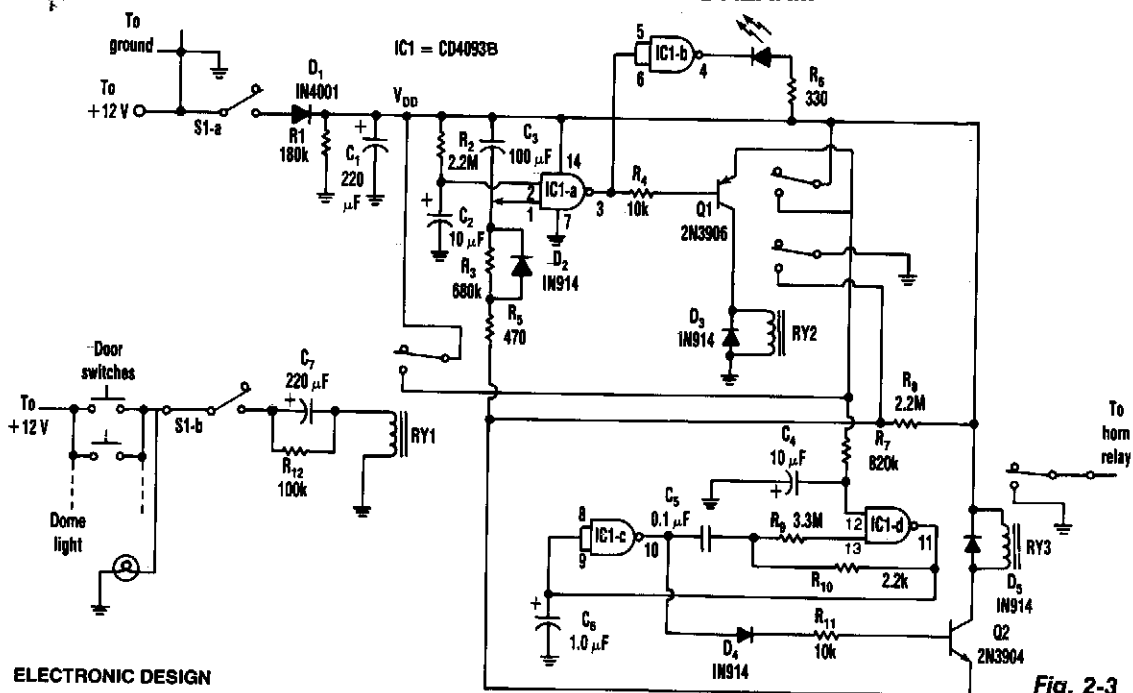 To
ground
To
+12 V
S1-a
D1
IN4001
R1
180k
C1
220
μF
IC1 = CD4093B
VDD
R2
2.2M
C2
10 μF
C3
100 μF
14
2
1
IC1-a
3
7
R3
680k
D2
IN914
R5
470
5
6
IC1-b
4
R6
330
R4
10k
Q1
2N3906
D3
IN914
RY2
Door
switches
To
+12 V
S1-b
C7
220 μF
R12
100k
RY1
Dome
light
R8
2.2M
R7
820k
C4
10 μF
To
horn
relay
8
9
IC1-c
10
C5
0.1 μF
R9
3.3M
12
13
IC1-d
11
R10
2.2k
RY3
D5
IN914
C6
1.0 μF
D4
IN914
R11
10k
Q2
2N3904
ELECTRONIC DESIGN
Fig. 2-3